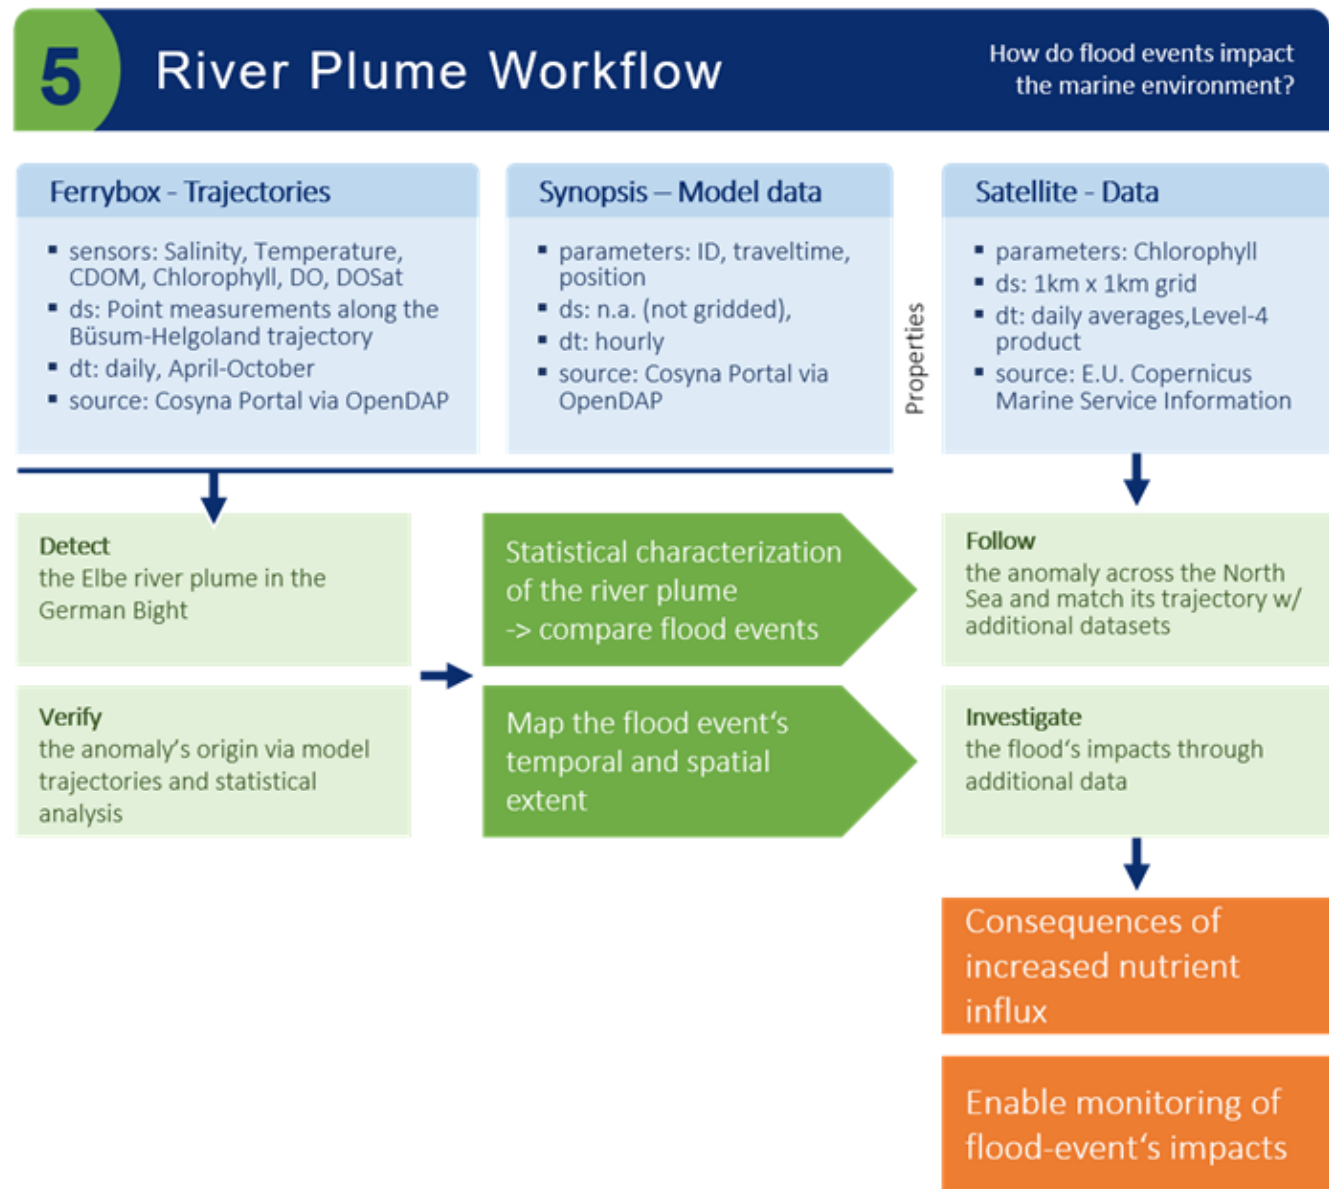 5
River Plume Workflow
How do flood events impact
the marine environment?
Ferrybox - Trajectories
▪ sensors: Salinity, Temperature,
CDOM, Chlorophyll, DO, DOSat
▪ ds: Point measurements along the
Büsum-Helgoland trajectory
▪ dt: daily, April-October
▪ source: Cosyna Portal via OpenDAP
Synopsis – Model data
▪ parameters: ID, traveltime,
position
▪ ds: n.a. (not gridded),
▪ dt: hourly
▪ source: Cosyna Portal via
OpenDAP
Properties
Satellite - Data
▪ parameters: Chlorophyll
▪ ds: 1km x 1km grid
▪ dt: daily averages,Level-4
product
▪ source: E.U. Copernicus
Marine Service Information
Detect
the Elbe river plume in the
German Bight
Verify
the anomaly’s origin via model
trajectories and statistical
analysis
Statistical characterization
of the river plume
-> compare flood events
Map the flood event‘s
temporal and spatial
extent
Follow
the anomaly across the North
Sea and match its trajectory w/
additional datasets
Investigate
the flood‘s impacts through
additional data
Consequences of
increased nutrient
influx
Enable monitoring of
flood-event‘s impacts